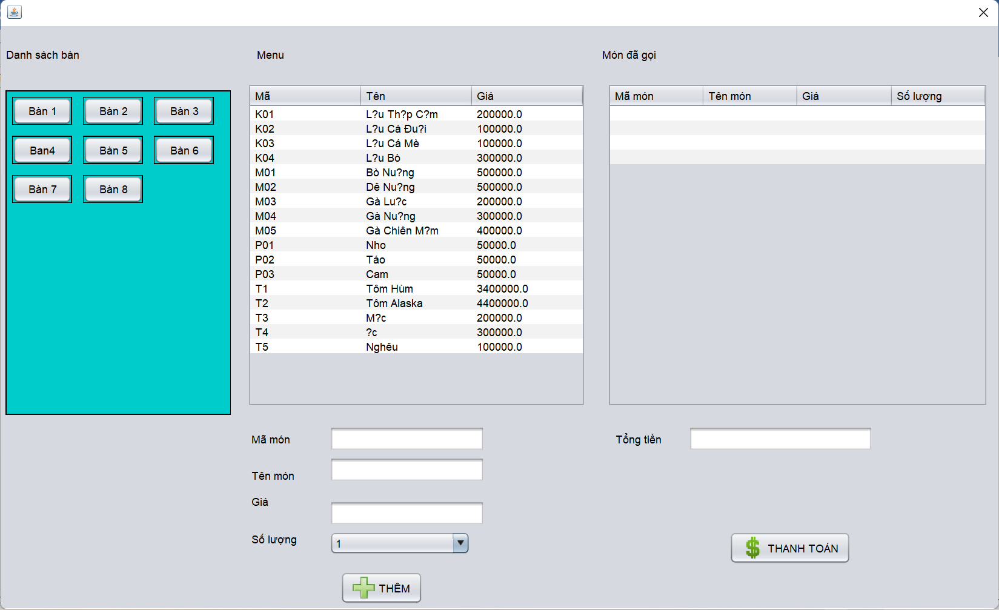 Danh sách bàn
Menu
Món đã gọi
Bàn 1 Bàn 2 Bàn 3
Ban4 Bàn 5 Bàn 6
Bàn 7 Bàn 8
Mã Tên Giá
K01 L?u Th?p C?m 200000.0
K02 L?u Cá Đu?i 100000.0
K03 L?u Cá Mè 100000.0
K04 L?u Bò 300000.0
M01 Bò Nu?ng 500000.0
M02 Dê Nu?ng 500000.0
M03 Gà Lu?c 200000.0
M04 Gà Nu?ng 300000.0
M05 Gà Chiên M?m 400000.0
P01 Nho 50000.0
P02 Táo 50000.0
P03 Cam 50000.0
T1 Tôm Hùm 3400000.0
T2 Tôm Alaska 4400000.0
T3 M?c 200000.0
T4 ?c 300000.0
T5 Nghêu 100000.0
Mã món Tên món Giá Số lượng
Mã món
Tên món
Giá
Số lượng 1
THÊM
Tổng tiền
THANH TOÁN